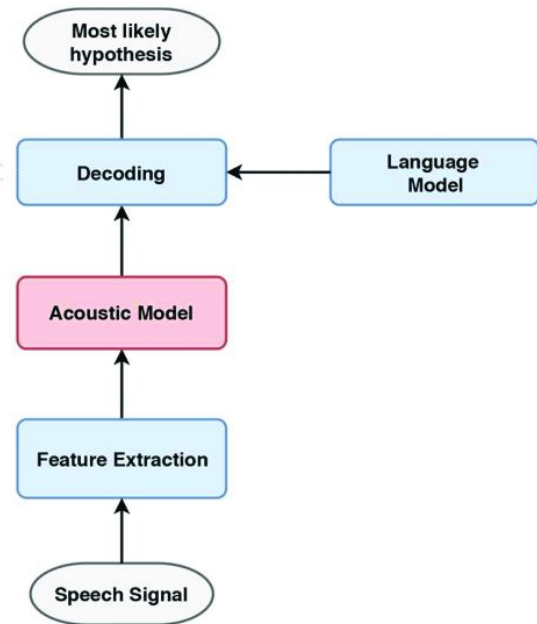 Most likely
hypothesis
Decoding
Language
Model
Acoustic Model
Feature Extraction
Speech Signal